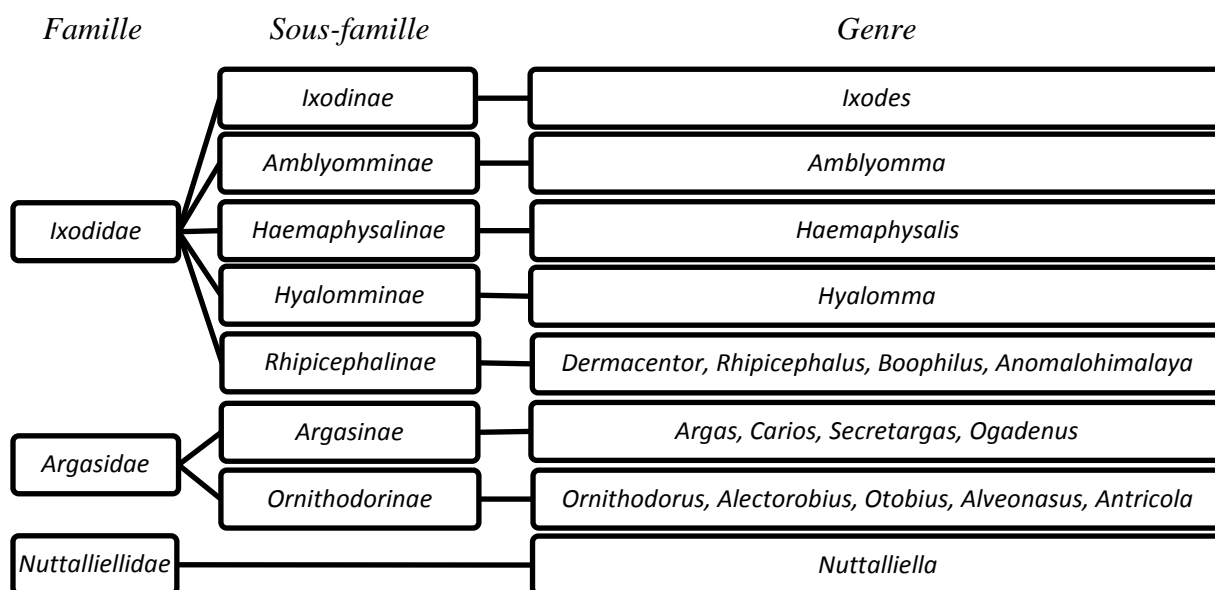 Famille Sous-famille Genre
Ixodinae Ixodes
Amblyomminae Amblyomma
Ixodidae Haemaphysalinae Haemaphysalis
Hyalomminae Hyalomma
Rhipicephalinae Dermacentor, Rhipicephalus, Boophilus, Anomalohimalaya
Argasinae Argas, Carios, Secretargas, Ogadenus
Argasidae
Ornithodorinae Ornithodorus, Alectorobius, Otobius, Alveonasus, Antricola
Nuttalliellidae Nuttalliella